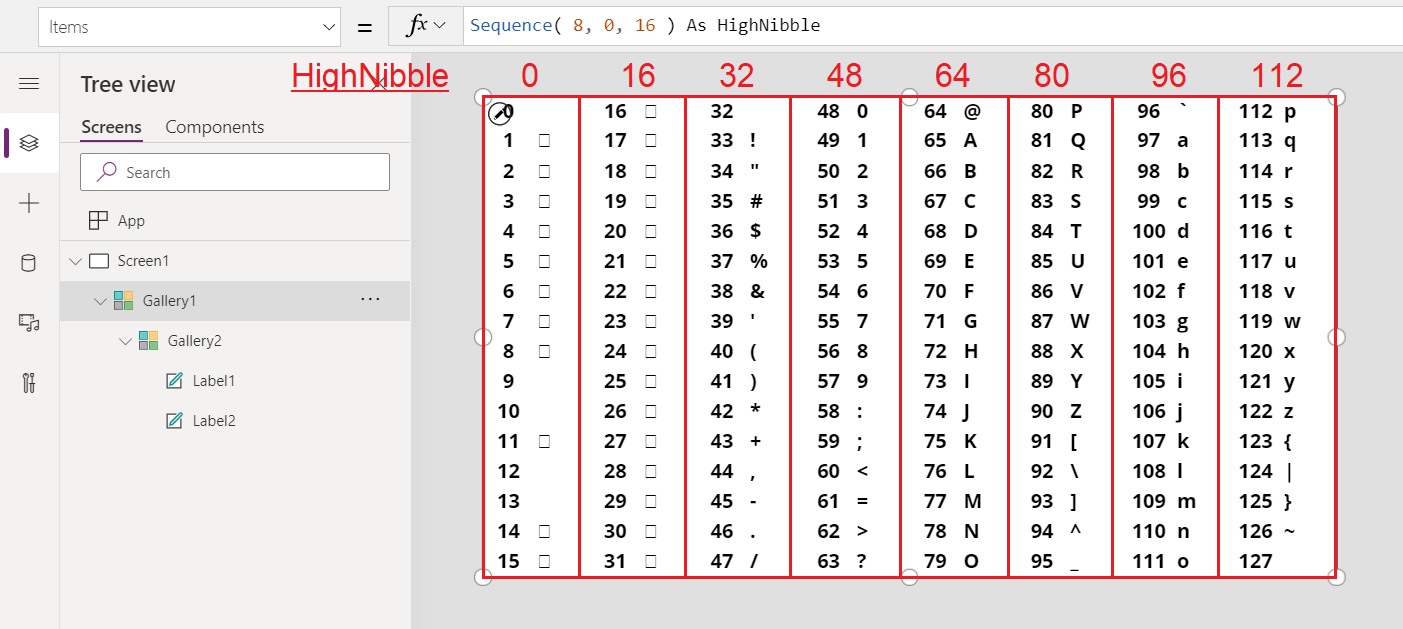 Items = fx Sequence( 8, 0, 16 ) As HighNibble
Tree view
Screens Components
Search
App
Screen1
Gallery1 ...
Gallery2
Label1
Label2
HighNibble 0 16 32 48 64 80 96 112
0 16 □ 32 48 0 64 @ 80 P 96 ` 112 p
1 □ 17 □ 33 ! 49 1 65 A 81 Q 97 a 113 q
2 □ 18 □ 34 " 50 2 66 B 82 R 98 b 114 r
3 □ 19 □ 35 # 51 3 67 C 83 S 99 c 115 s
4 □ 20 □ 36 $ 52 4 68 D 84 T 100 d 116 t
5 □ 21 □ 37 % 53 5 69 E 85 U 101 e 117 u
6 □ 22 □ 38 & 54 6 70 F 86 V 102 f 118 v
7 □ 23 □ 39 ' 55 7 71 G 87 W 103 g 119 w
8 □ 24 □ 40 ( 56 8 72 H 88 X 104 h 120 x
9 25 □ 41 ) 57 9 73 I 89 Y 105 i 121 y
10 26 □ 42 * 58 : 74 J 90 Z 106 j 122 z
11 □ 27 □ 43 + 59 ; 75 K 91 [ 107 k 123 {
12 28 □ 44 , 60 < 76 L 92 \ 108 l 124 |
13 29 □ 45 - 61 = 77 M 93 ] 109 m 125 }
14 □ 30 □ 46 . 62 > 78 N 94 ^ 110 n 126 ~
15 □ 31 □ 47 / 63 ? 79 O 95 _ 111 o 127